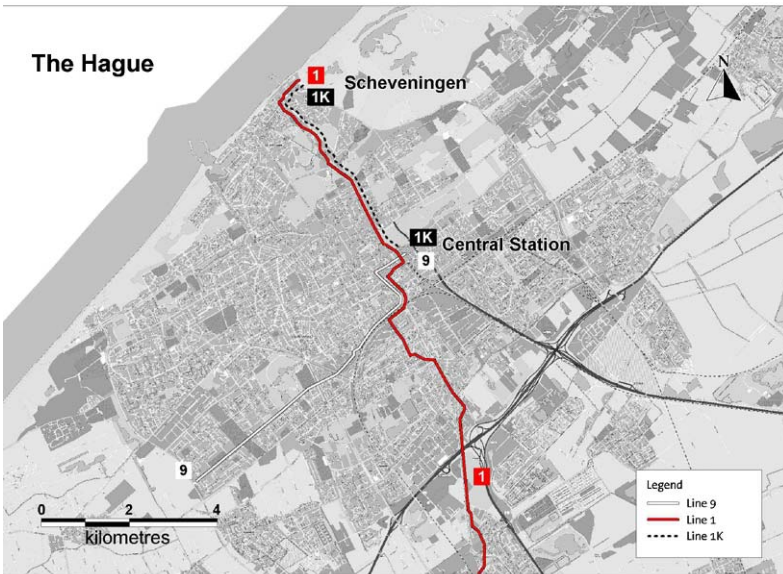 The Hague
1
Scheveningen
1K
N
1K
Central Station
9
9
1
0 2 4
kilometres
Legend
Line 9
Line 1
Line 1K